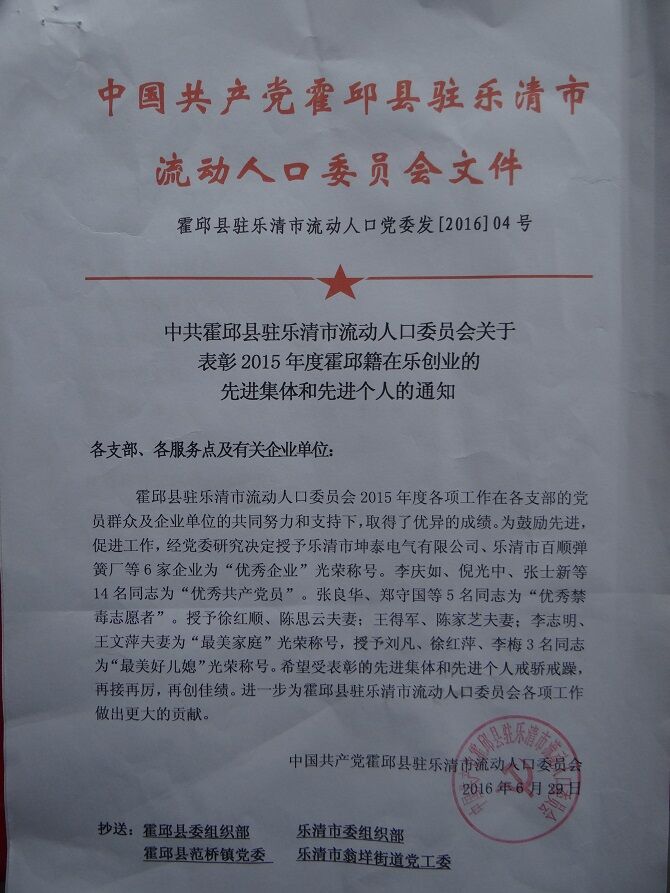 中国共产党霍邱县驻乐清市
流动人口委员会文件
霍邱县驻乐清市流动人口党委发[2016]04号
中共霍邱县驻乐清市流动人口委员会关于
表彰2015年度霍邱籍在乐创业的
先进集体和先进个人的通知
各支部、各服务点及有关企业单位:
霍邱县驻乐清市流动人口委员会2015年度各项工作在各支部的党
员群众及企业单位的共同努力和支持下,取得了优异的成绩。为鼓励先进,
促进工作,经党委研究决定授予乐清市坤泰电气有限公司、乐清市百顺弹
簧厂等6家企业为“优秀企业”光荣称号。李庆如、倪光中、张士新等
14名同志为“优秀共产党员”。张良华、郑守国等5名同志为“优秀禁
毒志愿者”。授予徐红顺、陈思云夫妻;王得军、陈家芝夫妻;李志明、
王文萍夫妻为“最美家庭”光荣称号,授予刘凡、徐红萍、李梅3名同志
为“最美好儿媳”光荣称号。希望受表彰的先进集体和先进个人戒骄戒躁,
再接再厉,再创佳绩。进一步为霍邱县驻乐清市流动人口委员会各项工作
做出更大的贡献。
中国共产党霍邱县驻乐清市流动人口委员会
2016年6月29日
中国共产党霍邱县驻乐清市流动人口委员会
抄送:霍邱县委组织部 乐清市委组织部
霍邱县范桥镇党委 乐清市翁垟街道党工委